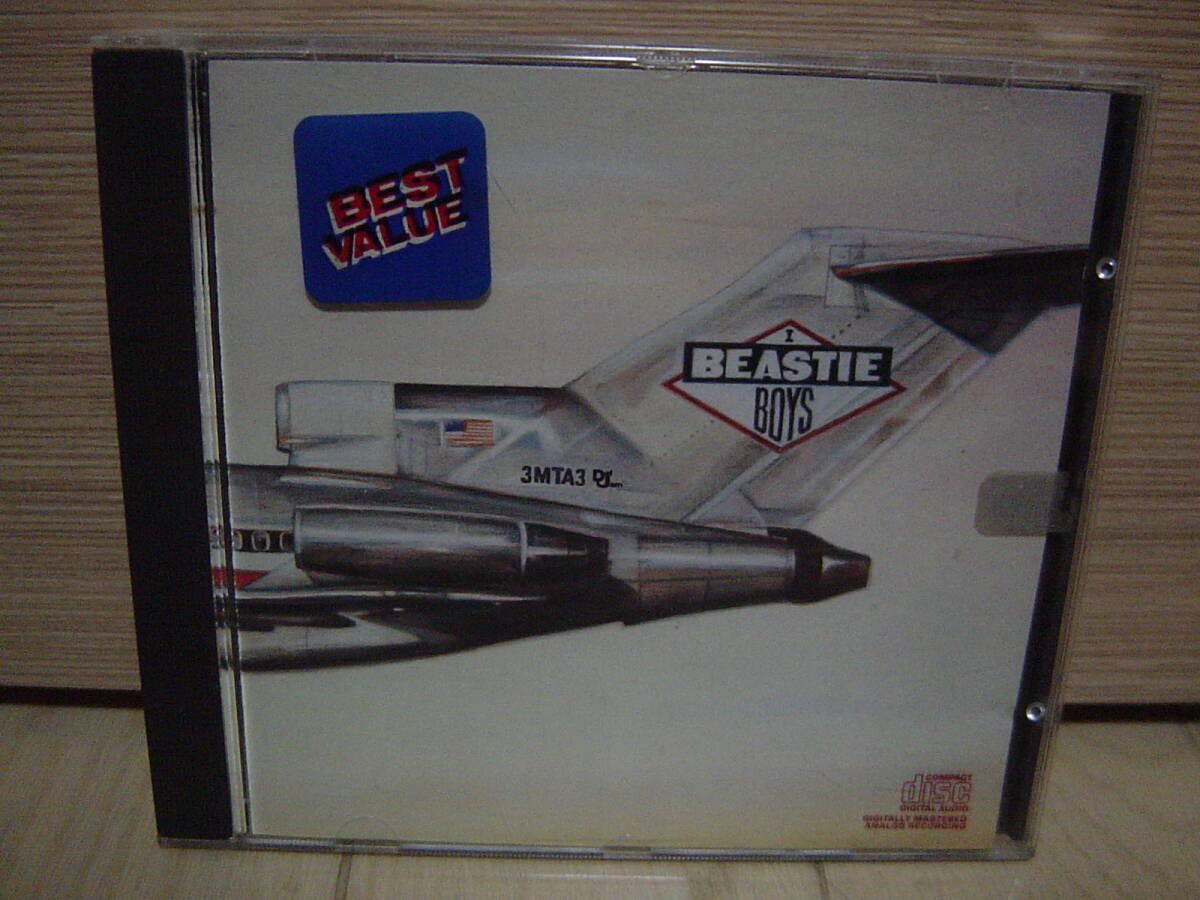 BEST
VALUE
I
BEASTIE
BOYS
3MTA3 DJ
COMPACT
disc
DIGITAL AUDIO
DIGITALLY MASTERED
ANALOG RECORDING